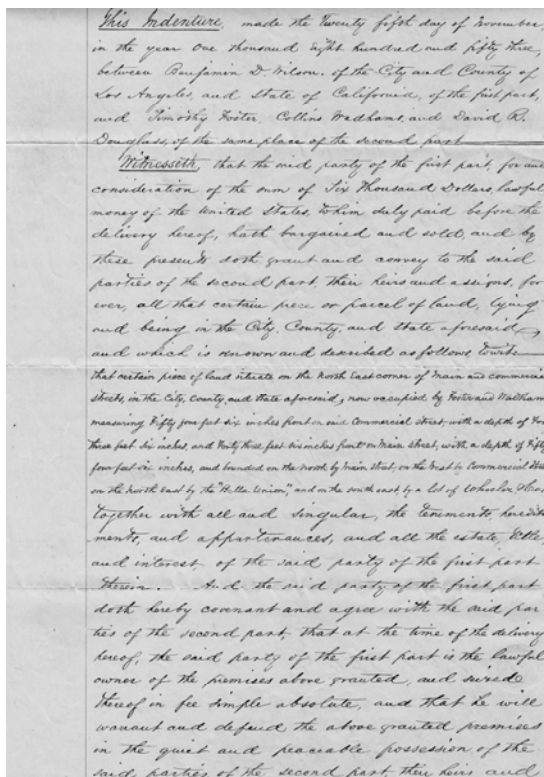 This Indenture, made the Twenty fifth day of November,
in the year One thousand Eight hundred and fifty three,
between Benjamin D. Wilson, of the City and County of
Los Angeles, and State of California, of the first part,
and Timothy Foster, Collins Wadhams, and David R.
Douglass, of the same place of the second part
Witnesseth, that the said party of the first part, for and
consideration of the sum of Six Thousand Dollars, lawful
money of the United States, to him duly paid before the
delivery hereof, hath bargained and sold, and by
these presents doth grant and convey to the said
parties of the second part, their heirs and assigns, for
ever, all that certain piece or parcel of land, lying
and being in the City, County, and State aforesaid,
and which is known and described as follows, towit:
that certain piece of land situate on the North East corner of Main and commercia
streets, in the City, County, and state aforesaid, now occupied by Foster and Wadham
measuring Fifty four feet six inches front on said Commercial street, with a depth of
three feet six inches, and Forty three feet six inches front on Main street, with a depth of Fifty
four feet six inches, and bounded on the north by Main street, on the West by Commercial
on the North East by the "Bella Union", and on the south east by a lot of
together with all and singular, the tenements, heredit
ments, and appurtenances, and all the estate, title,
and interest of the said party of the first part
therein. And the said party of the first part
doth hereby covenant and agree with the said par
ties of the second part, that at the time of the delivery
hereof, the said party of the first part is the lawful
owner of the premises above granted, and seized
thereof in fee simple absolute, and that he will
warrant and defend the above granted premises
in the quiet and peaceable possession of the
said parties of the second part, their heirs and